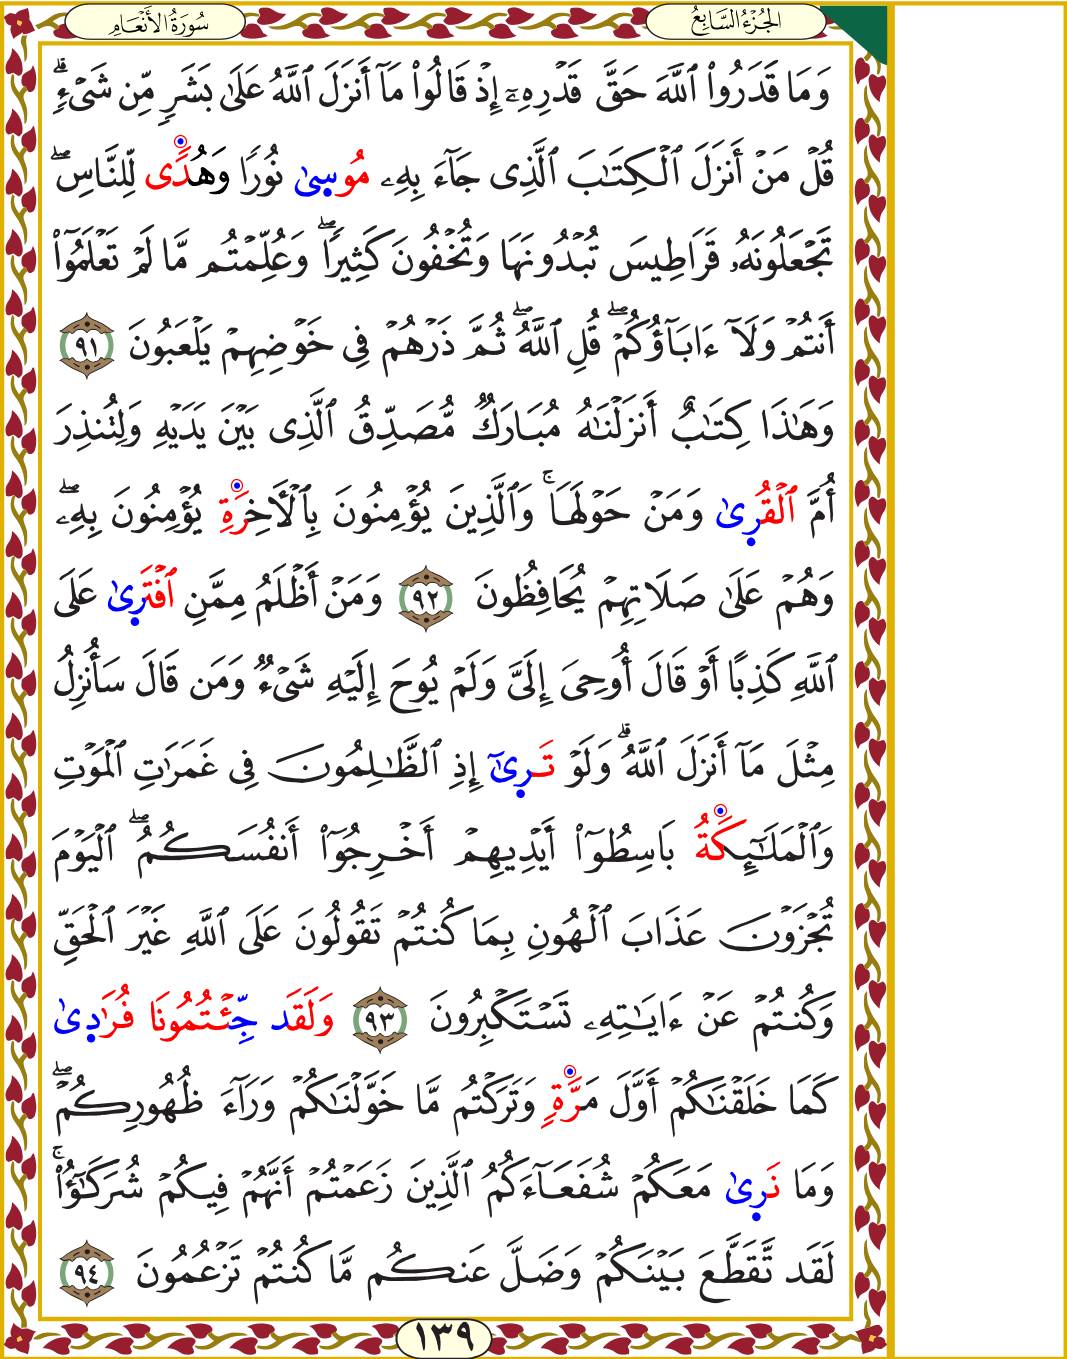 الجُزْءُ السَّابِعُ
سُورَةُ الأَنْعَامِ
وَمَا قَدَرُوا۟ ٱللَّهَ حَقَّ قَدْرِهِۦٓ إِذْ قَالُوا۟ مَآ أَنزَلَ ٱللَّهُ عَلَىٰ بَشَرٍ مِّن شَىْءٍ ۗ
قُلْ مَنْ أَنزَلَ ٱلْكِتَـٰبَ ٱلَّذِى جَآءَ بِهِۦ مُوسٜىٰ نُورًا وَهُدًى لِّلنَّاسِ ۖ
تَجْعَلُونَهُۥ قَرَاطِيسَ تُبْدُونَهَا وَتُخْفُونَ كَثِيرًا ۖ وَعُلِّمْتُم مَّا لَمْ تَعْلَمُوٓا۟
أَنتُمْ وَلَآ ءَابَآؤُكُمْ ۖ قُلِ ٱللَّهُ ۖ ثُمَّ ذَرْهُمْ فِى خَوْضِهِمْ يَلْعَبُونَ ٩١
وَهَـٰذَا كِتَـٰبٌ أَنزَلْنَـٰهُ مُبَارَكٌ مُّصَدِّقُ ٱلَّذِى بَيْنَ يَدَيْهِ وَلِتُنذِرَ
أُمَّ ٱلْقُرٜىٰ وَمَنْ حَوْلَهَا ۚ وَٱلَّذِينَ يُؤْمِنُونَ بِٱلْـَٔاخِرَةِ يُؤْمِنُونَ بِهِۦ ۖ
وَهُمْ عَلَىٰ صَلَاتِهِمْ يُحَافِظُونَ ٩٢ وَمَنْ أَظْلَمُ مِمَّنِ ٱفْتَرٜىٰ عَلَى
ٱللَّهِ كَذِبًا أَوْ قَالَ أُوحِىَ إِلَىَّ وَلَمْ يُوحَ إِلَيْهِ شَىْءٌ وَمَن قَالَ سَأُنزِلُ
مِثْلَ مَآ أَنزَلَ ٱللَّهُ ۗ وَلَوْ تَرٜىٰٓ إِذِ ٱلظَّـٰلِمُونَ فِى غَمَرَٰتِ ٱلْمَوْتِ
وَٱلْمَلَـٰٓئِكَةُ بَاسِطُوٓا۟ أَيْدِيهِمْ أَخْرِجُوٓا۟ أَنفُسَكُمُ ۖ ٱلْيَوْمَ
تُجْزَوْنَ عَذَابَ ٱلْهُونِ بِمَا كُنتُمْ تَقُولُونَ عَلَى ٱللَّهِ غَيْرَ ٱلْحَقِّ
وَكُنتُمْ عَنْ ءَايَـٰتِهِۦ تَسْتَكْبِرُونَ ٩٣ وَلَقَد جِّئْتُمُونَا فُرَٰدٜىٰ
كَمَا خَلَقْنَـٰكُمْ أَوَّلَ مَرَّةٍ وَتَرَكْتُم مَّا خَوَّلْنَـٰكُمْ وَرَآءَ ظُهُورِكُمْ ۖ
وَمَا نَرٜىٰ مَعَكُمْ شُفَعَآءَكُمُ ٱلَّذِينَ زَعَمْتُمْ أَنَّهُمْ فِيكُمْ شُرَكَـٰٓؤُا۟ ۚ
لَقَد تَّقَطَّعَ بَيْنَكُمْ وَضَلَّ عَنكُم مَّا كُنتُمْ تَزْعُمُونَ ٩٤
١٣٩